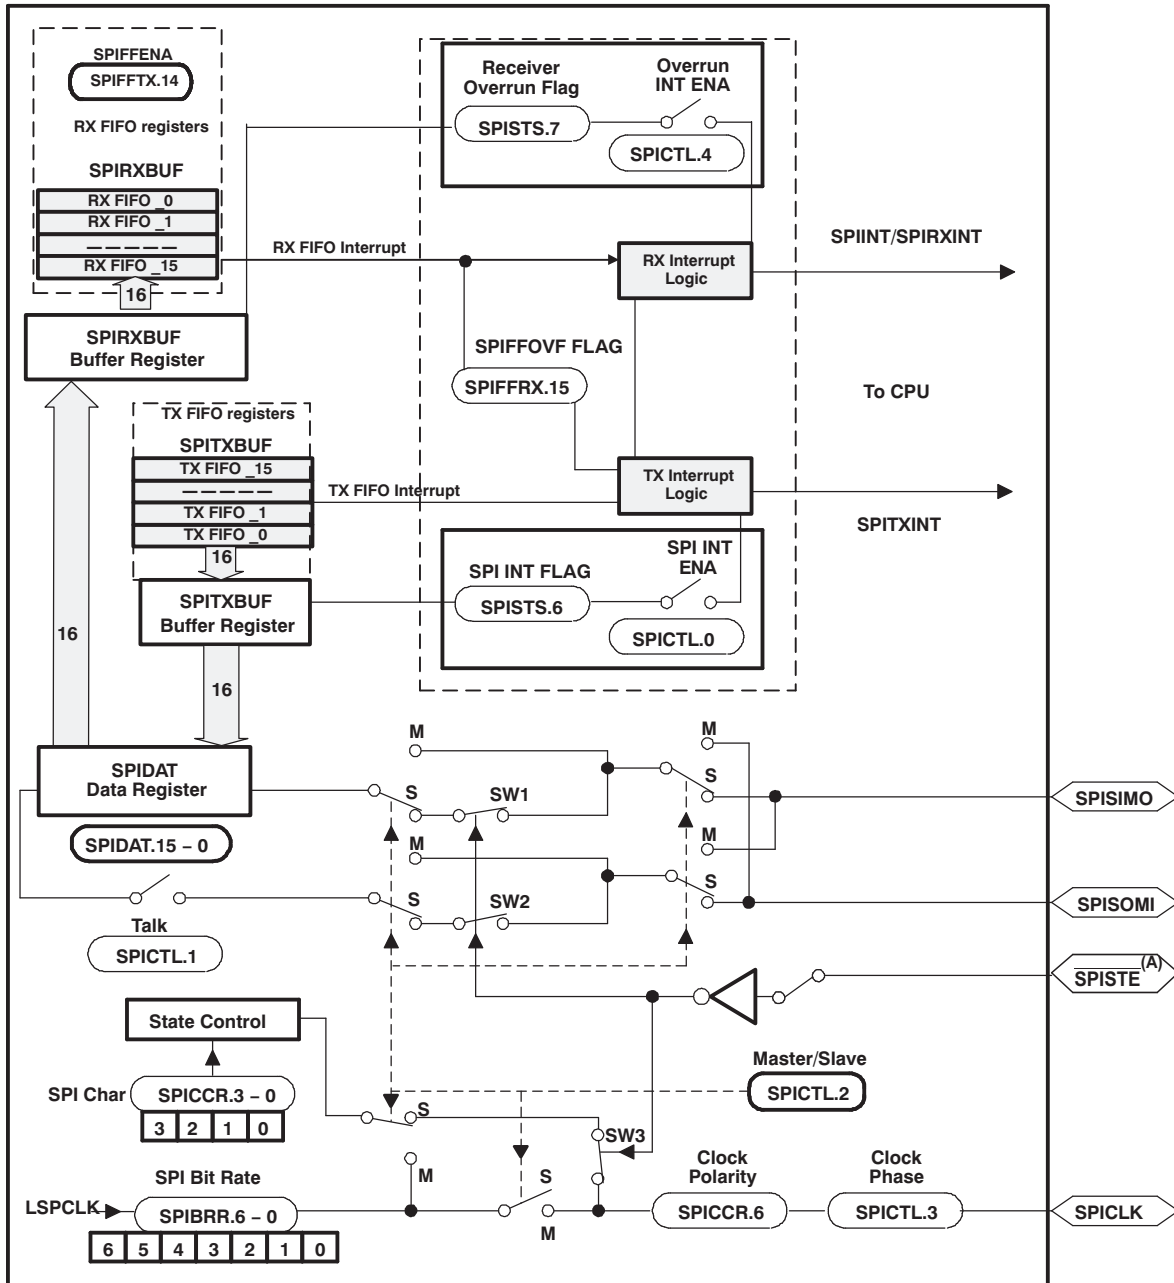 SPIFFENA
SPIFFTX.14
RX FIFO registers
SPIRXBUF
RX FIFO _0
RX FIFO _1
– – – – –
RX FIFO _15
16
SPIRXBUF
Buffer Register
Receiver
Overrun Flag
SPISTS.7
Overrun
INT ENA
SPICTL.4
RX FIFO Interrupt
RX Interrupt
Logic
SPIINT/SPIRXINT
SPIFFOVF FLAG
SPIFFRX.15
To CPU
TX FIFO registers
SPITXBUF
TX FIFO _15
– – – – –
TX FIFO _1
TX FIFO _0
16
TX FIFO Interrupt
TX Interrupt
Logic
SPITXINT
SPITXBUF
Buffer Register
SPI INT FLAG
SPISTS.6
SPI INT
ENA
SPICTL.0
16
16
SPIDAT
Data Register
SPIDAT.15 – 0
Talk
SPICTL.1
M
S
SW1
M
S
SW2
M
S
M
S
SPISIMO
SPISOMI
SPISTE (A)
State Control
SPI Char
SPICCR.3 – 0
3 2 1 0
Master/Slave
SPICTL.2
S
SW3
M
S
M
SPI Bit Rate
LSPCLK
SPIBRR.6 – 0
6 5 4 3 2 1 0
Clock
Polarity
SPICCR.6
Clock
Phase
SPICTL.3
SPICLK